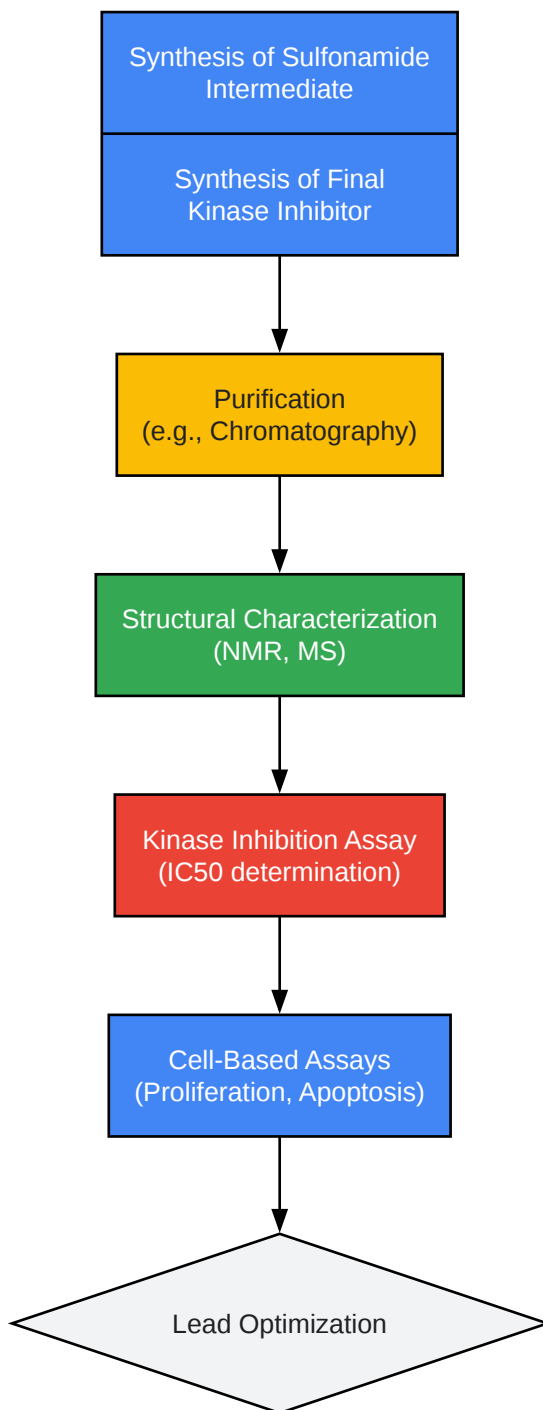 Synthesis of Sulfonamide
Intermediate
Synthesis of Final
Kinase Inhibitor
Purification
(e.g., Chromatography)
Structural Characterization
(NMR, MS)
Kinase Inhibition Assay
(IC50 determination)
Cell-Based Assays
(Proliferation, Apoptosis)
Lead Optimization